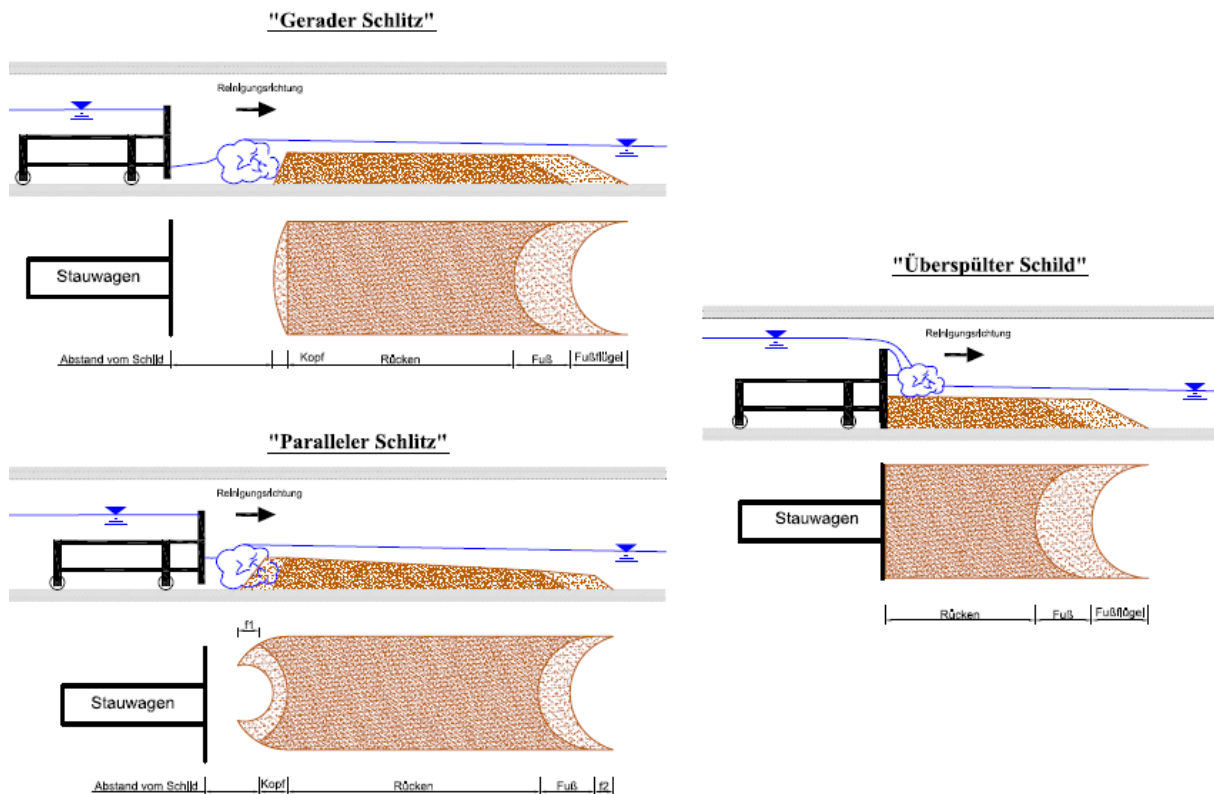 "Gerader Schlitz"
Reinigungsrichtung
Stauwagen
Abstand vom Schild Kopf Rücken Fuß Fußflügel
"Paralleler Schlitz"
Reinigungsrichtung
f1
Stauwagen
Abstand vom Schild Kopf Rücken Fuß f2
"Überspülter Schild"
Reinigungsrichtung
Stauwagen
Rücken Fuß Fußflügel